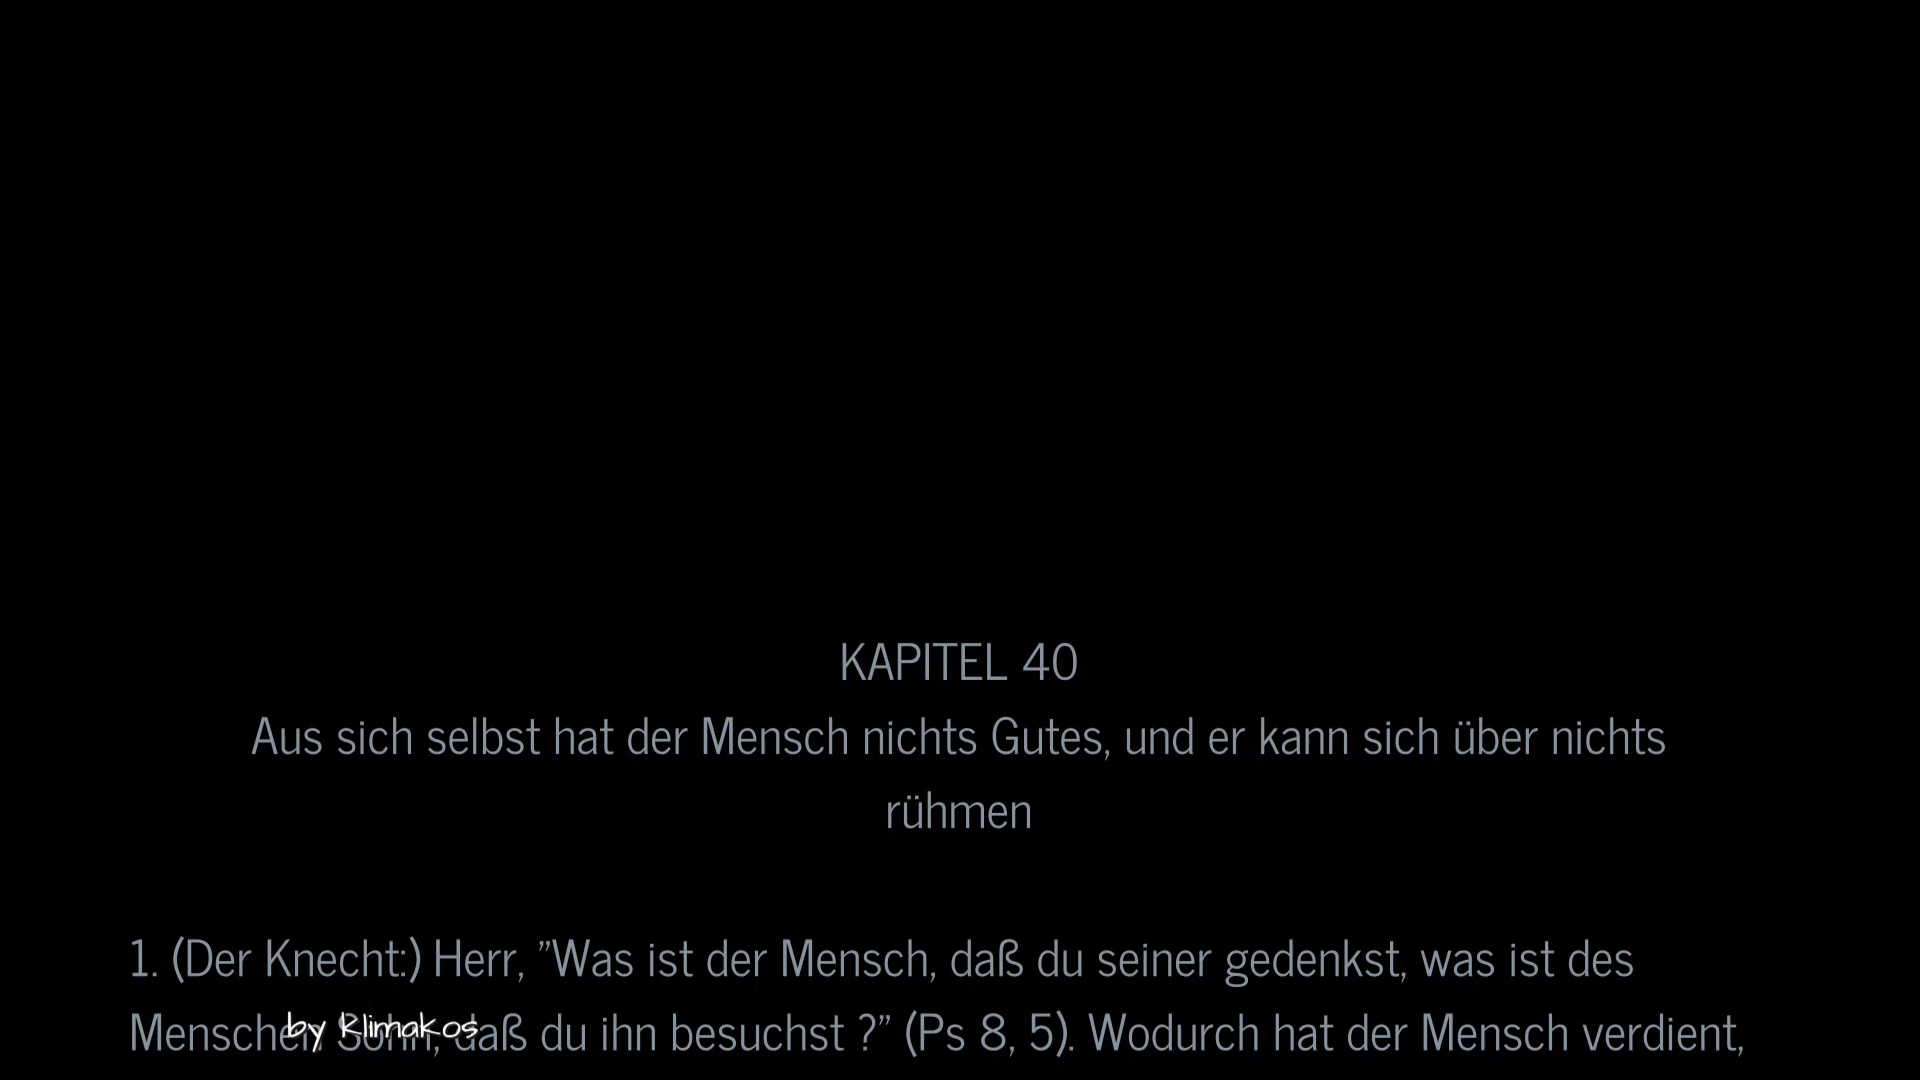 KAPITEL 40
Aus sich selbst hat der Mensch nichts Gutes, und er kann sich über nichts
rühmen
1. (Der Knecht:) Herr, ”Was ist der Mensch, daß du seiner gedenkst, was ist des
Menschen Sohn, daß du ihn besuchst ?” (Ps 8, 5). Wodurch hat der Mensch verdient,
by Klimakos